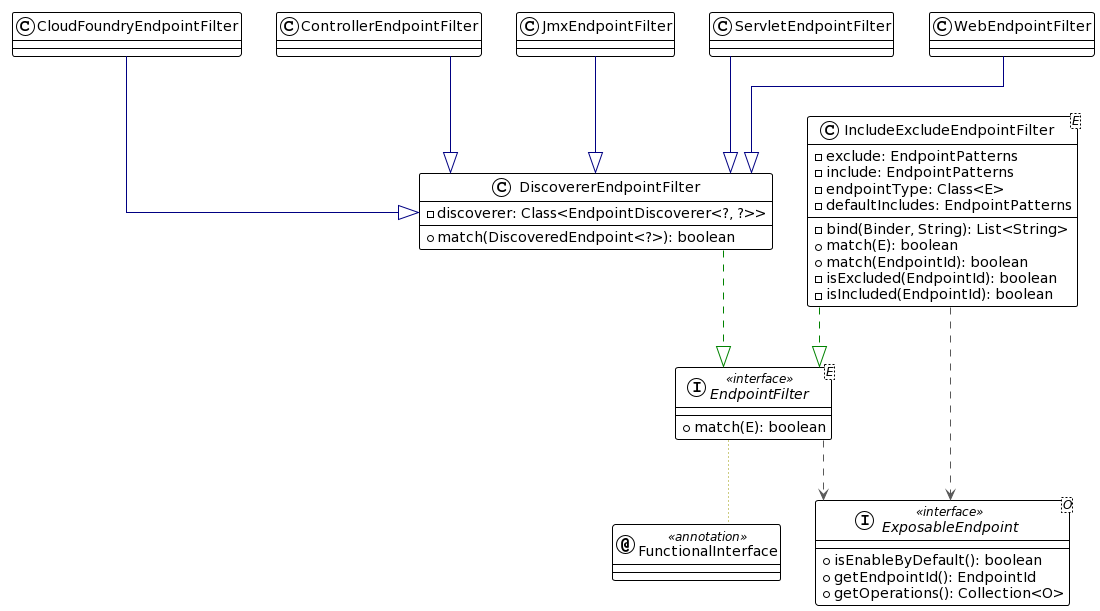 C CloudFoundryEndpointFilter
C ControllerEndpointFilter
C JmxEndpointFilter
C ServletEndpointFilter
C WebEndpointFilter
C IncludeExcludeEndpointFilter E
exclude: EndpointPatterns
include: EndpointPatterns
endpointType: Class<E>
defaultIncludes: EndpointPatterns
bind(Binder, String): List<String>
match(E): boolean
match(EndpointId): boolean
isExcluded(EndpointId): boolean
isIncluded(EndpointId): boolean
C DiscovererEndpointFilter
discoverer: Class<EndpointDiscoverer<?, ?>>
match(DiscoveredEndpoint<?>): boolean
E
«interface»
I EndpointFilter
match(E): boolean
O
«interface»
I ExposableEndpoint
isEnableByDefault(): boolean
getEndpointId(): EndpointId
getOperations(): Collection<O>
«annotation»
@ FunctionalInterface